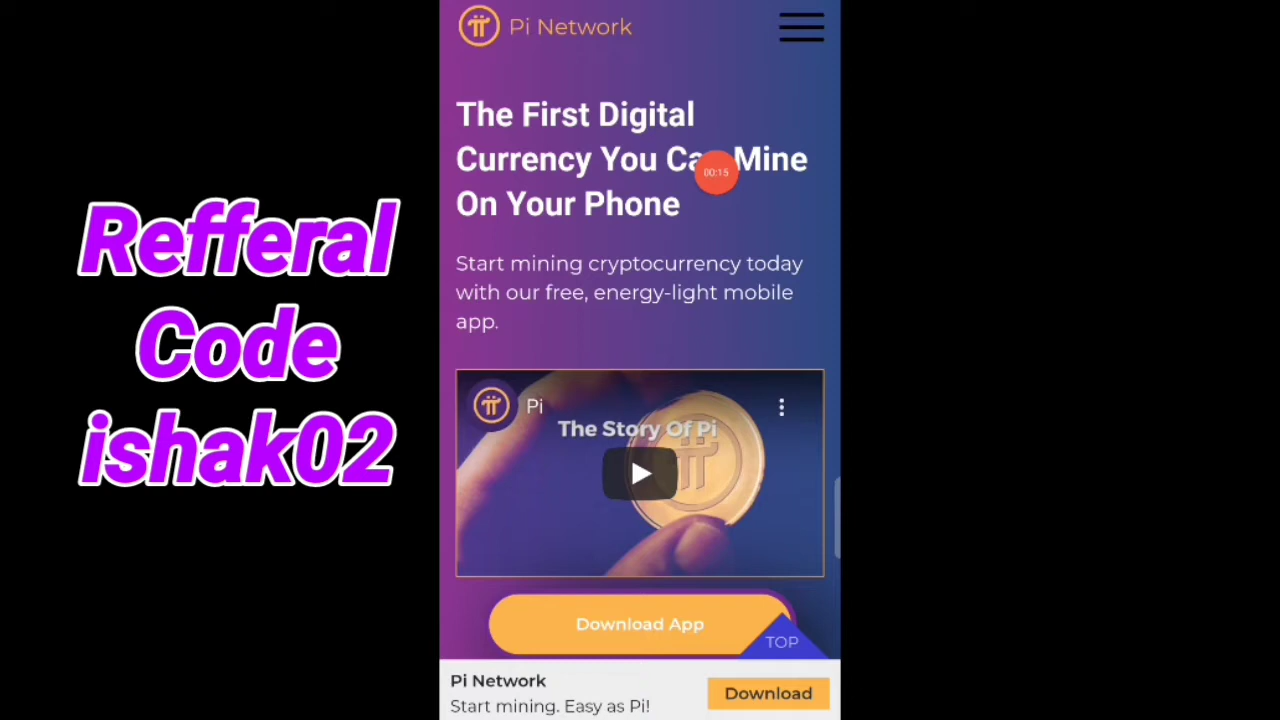 Refferal
Code
ishak02
Pi Network
The First Digital
Currency You Can Mine
On Your Phone
00:15
Start mining cryptocurrency today
with our free, energy-light mobile
app.
Pi
The Story Of Pi
Download App
TOP
Pi Network
Start mining. Easy as Pi!
Download